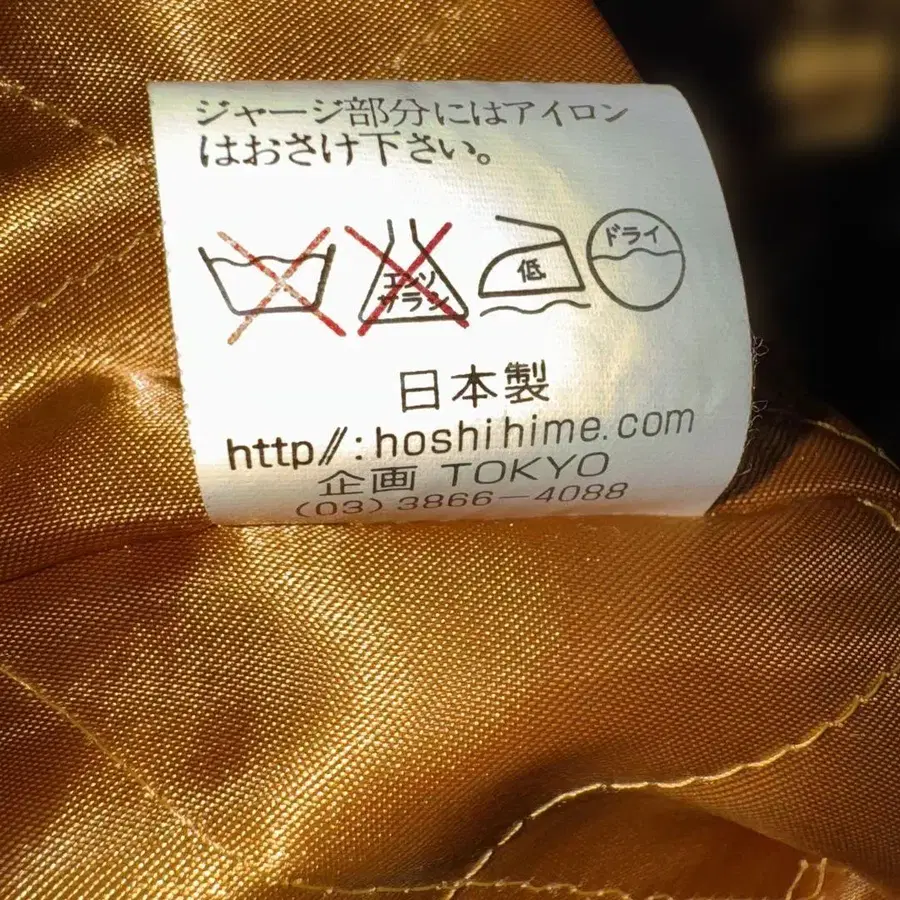 ジャージ部分にはアイロン
はおさけ下さい。
エンソ
サラシ
低
ドライ
日本製
http//:hoshihime.com
企画 TOKYO
(03)3866-4088